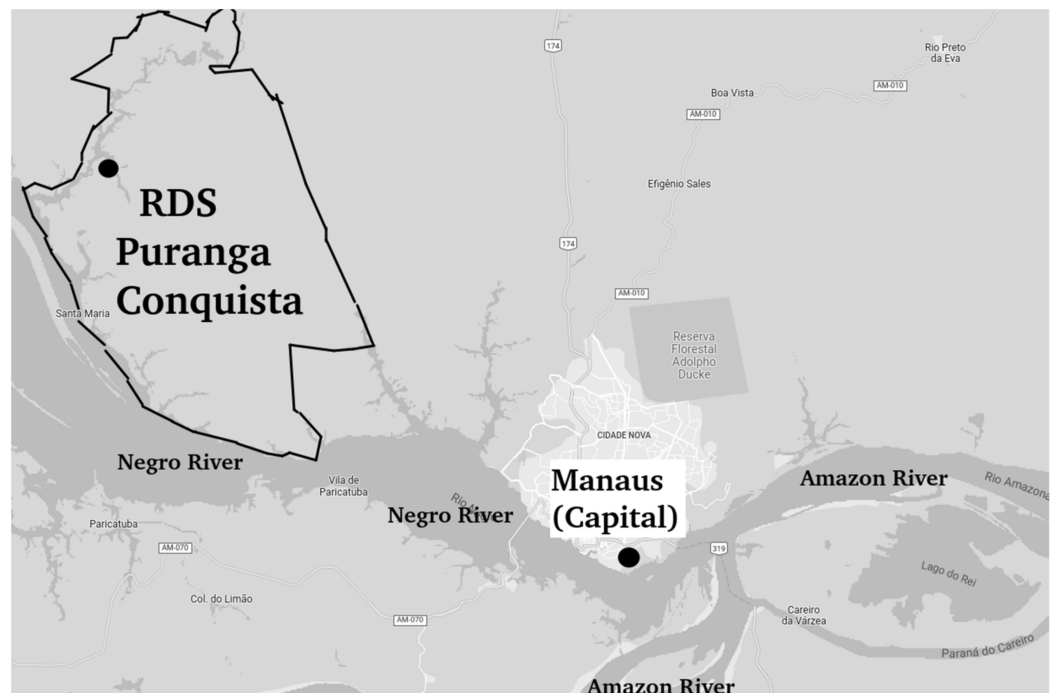 174
Rio Preto
da Eva
AM-010
Boa Vista
AM-010
Efigênio Sales
RDS
Puranga
Conquista
174
AM-010
Santa Maria
Reserva
Florestal
Adolpho
Ducke
CIDADE NOVA
Negro River
Vila de
Paricatuba
Manaus
(Capital)
Amazon River
Rio Amazona
Negro River
Paricatuba
AM-070
319
Lago do Rei
Col. do Limão
AM-070
Careiro
da Várzea
Paraná do Careiro
Amazon River